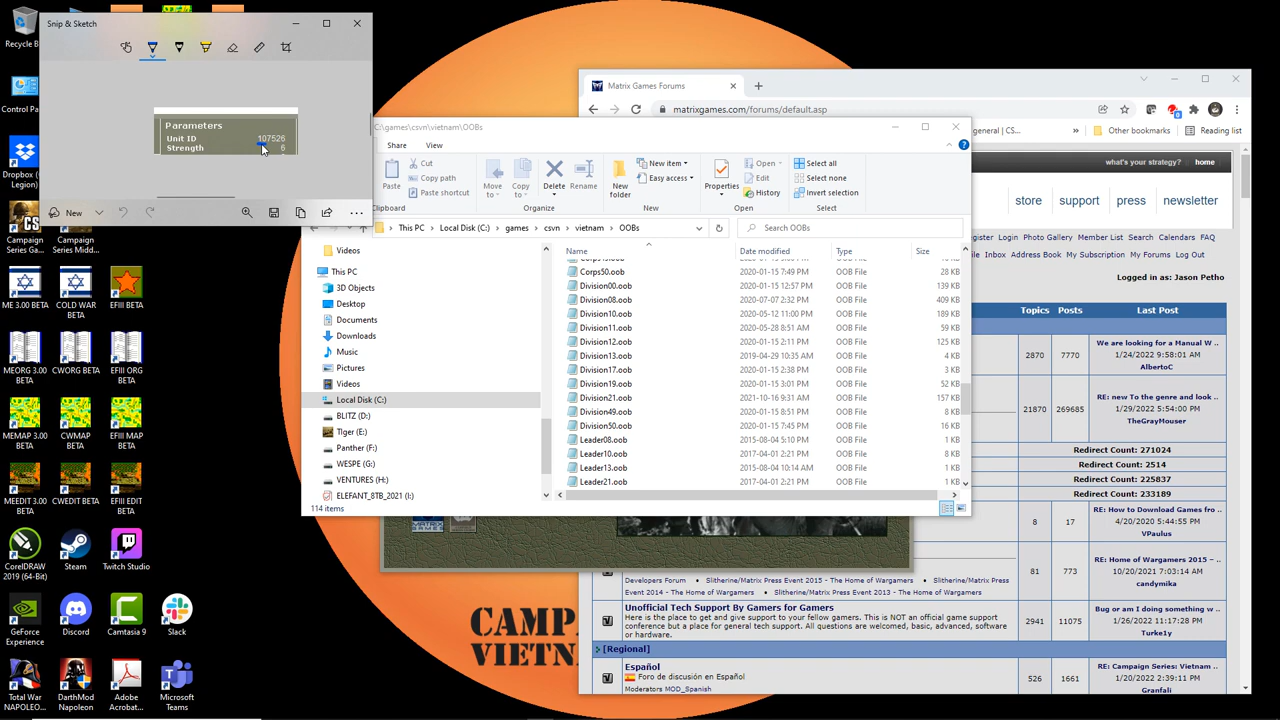 Recycle B
Snip & Sketch
Parameters
Unit ID 107526
Strength 6
New
Control Pa
Dropbox (
Legion)
Campaign
Series Ga...
Campaign
Series Midd...
ME 3.00 BETA
COLD WAR
BETA
EFIII BETA
MEORG 3.00
BETA
CWORG BETA
EFIII ORG
BETA
MEMAP 3.00
BETA
CWMAP
BETA
EFIII MAP
BETA
MEEDIT 3.00
BETA
CWEDIT BETA
EFIII EDIT
BETA
CorelDRAW
2019 (64-Bit)
Steam
Twitch Studio
GeForce
Experience
Discord
Camtasia 9
Slack
Total War
NAPOLEO...
DarthMod
Napoleon
Adobe
Acrobat...
Microsoft
Teams
C:\games\csvn\vietnam\OOBs
Share
View
Paste
Cut
Copy path
Paste shortcut
Clipboard
Move
to
Copy
to
Delete
Rename
Organize
New
folder
New item
Easy access
New
Properties
Open
Edit
History
Open
Select all
Select none
Invert selection
Select
This PC > Local Disk (C:) > games > csvn > vietnam > OOBs
Search OOBs
Videos
This PC
3D Objects
Desktop
Documents
Downloads
Music
Pictures
Videos
Local Disk (C:)
BLITZ (D:)
TIger (E:)
Panther (F:)
WESPE (G:)
VENTURES (H:)
ELEFANT_8TB_2021 (I:)
Name Date modified Type Size
Corps50.oob 2020-01-15 7:49 PM OOB File 28 KB
Division00.oob 2020-01-15 12:57 PM OOB File 139 KB
Division08.oob 2020-07-07 2:32 PM OOB File 409 KB
Division10.oob 2020-05-12 11:00 PM OOB File 189 KB
Division11.oob 2020-05-28 8:51 AM OOB File 59 KB
Division12.oob 2020-01-15 2:11 PM OOB File 125 KB
Division13.oob 2019-04-29 10:35 AM OOB File 4 KB
Division17.oob 2020-01-15 2:38 PM OOB File 3 KB
Division19.oob 2020-01-15 3:01 PM OOB File 52 KB
Division21.oob 2021-10-16 9:31 AM OOB File 157 KB
Division49.oob 2020-01-15 8:51 PM OOB File 8 KB
Division50.oob 2020-01-15 7:45 PM OOB File 16 KB
Leader08.oob 2015-08-04 5:10 PM OOB File 1 KB
Leader10.oob 2017-04-01 2:21 PM OOB File 8 KB
Leader13.oob 2015-08-04 10:14 AM OOB File 1 KB
Leader21.oob 2017-04-01 2:21 PM OOB File 1 KB
114 items
MATRIX
GAMES
CAMP
VIETN
Matrix Games Forums
matrixgames.com/forums/default.asp
general | CS...
Other bookmarks
Reading list
what's your strategy? home
store support press newsletter
egister Login Photo Gallery Member List Search Calendars FAQ
file Inbox Address Book My Subscription My Forums Log Out
Logged in as: Jason Petho
Topics Posts Last Post
2870 7770 We are looking for a Manual W ..
1/24/2022 9:58:01 AM
AlbertoC
21870 269685 RE: new To the genre and look ..
1/29/2022 5:54:00 PM
TheGrayMouser
Redirect Count: 271024
Redirect Count: 2514
Redirect Count: 225837
Redirect Count: 233189
8 17 RE: How to Download Games fro ..
4/20/2020 5:44:55 PM
VPaulus
81 773 RE: Home of Wargamers 2015 – ..
10/20/2021 7:03:14 AM
candymika
Developers Forum • Slitherine/Matrix Press Event 2015 - The Home of Wargamers • Slitherine/Matrix Press
Event 2014 - The Home of Wargamers • Slitherine/Matrix Press Event 2013 - The Home of Wargamers
Unofficial Tech Support By Gamers for Gamers
Here is the place to get and give support to your fellow gamers. This is NOT an official game support
conference but a place for general tech support. All questions are welcomed, basic, advanced, software
or hardware.
2941 11075 Bug or am I doing something w ..
1/26/2022 11:17:28 PM
Turke1y
[Regional]
Español
Foro de discusión en Español
Moderators MOD_Spanish
526 1661 RE: Campaign Series: Vietnam ..
1/28/2022 2:39:11 PM
Granfali